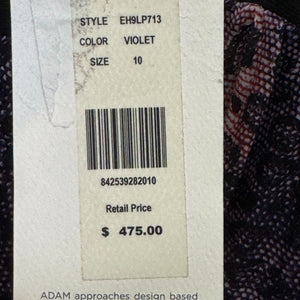 STYLE EH9LP713
COLOR VIOLET
SIZE 10
842539282010
Retail Price
$ 475.00
ADAM approaches design based